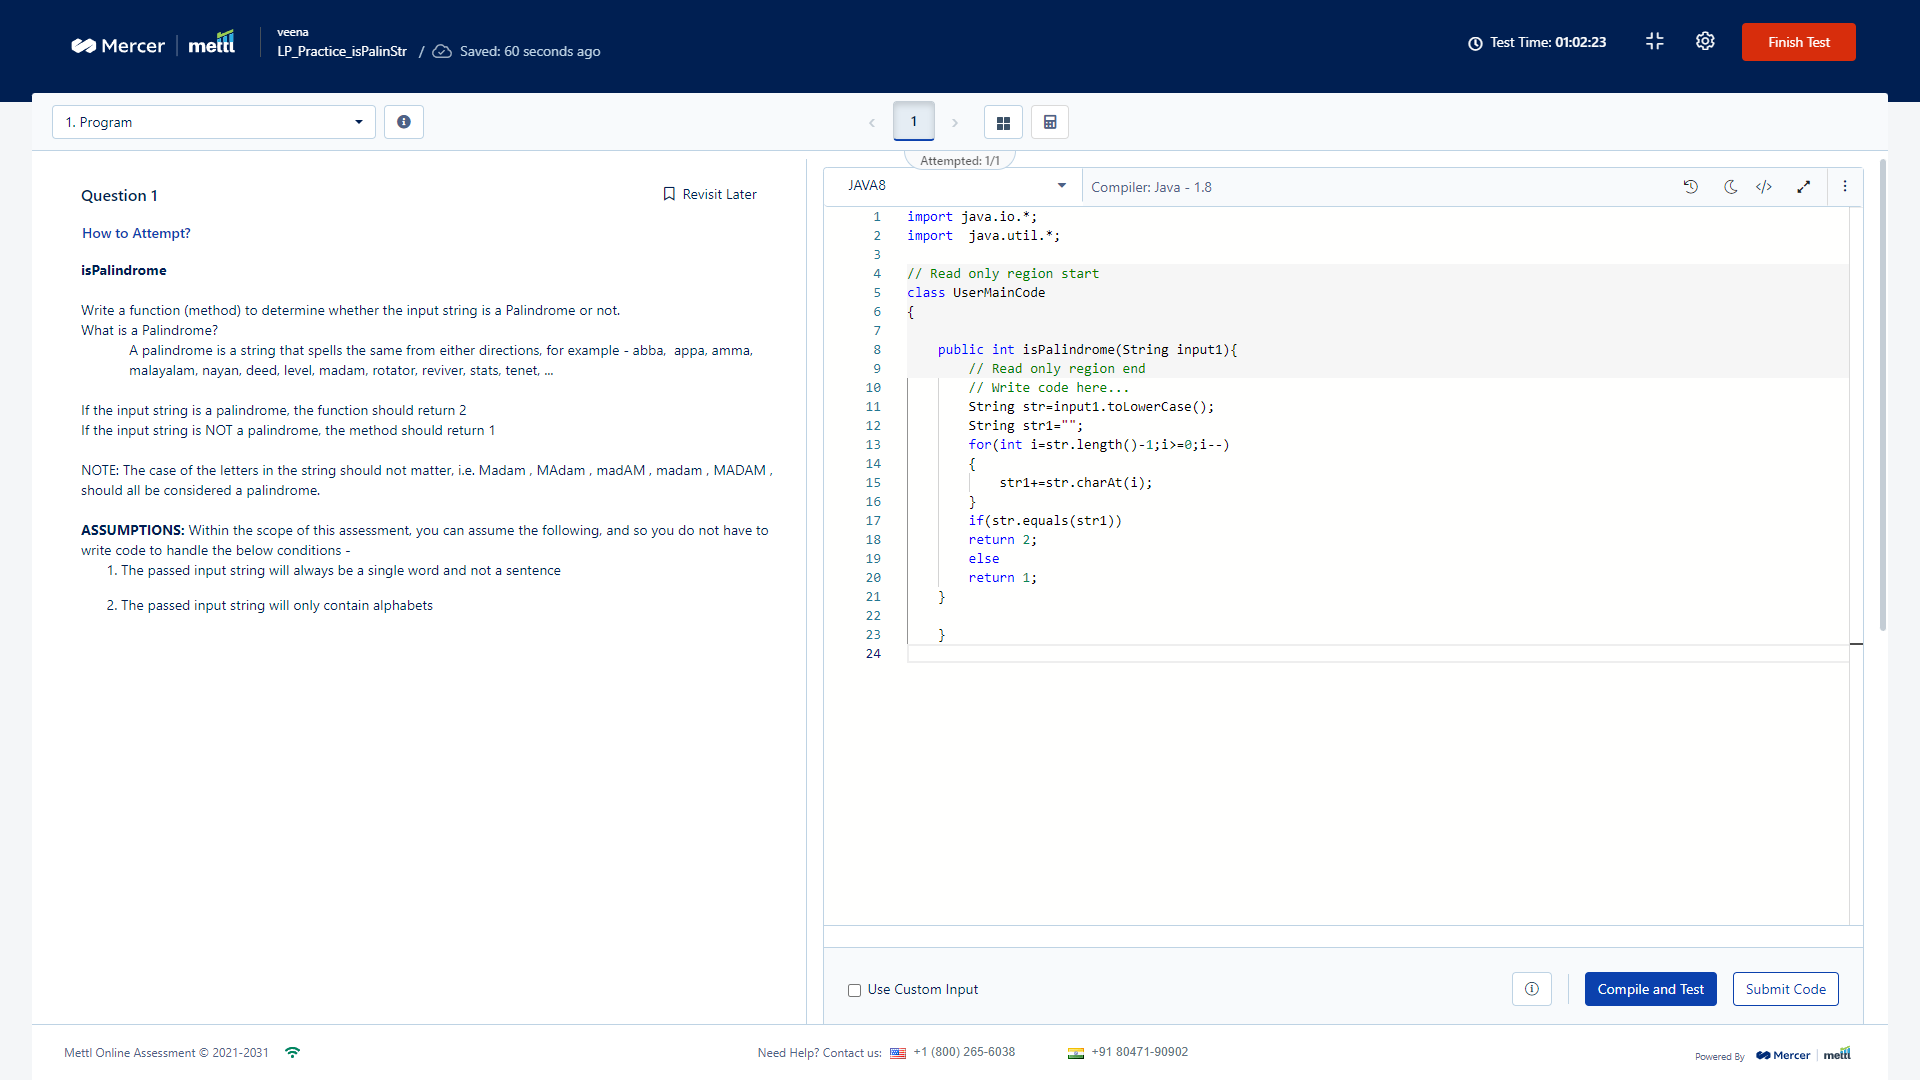 Mercer mettl
veena
LP_Practice_isPalinStr / Saved: 60 seconds ago
Test Time: 01:02:23
Finish Test
1. Program
1
Attempted: 1/1
Question 1
Revisit Later
How to Attempt?
isPalindrome
Write a function (method) to determine whether the input string is a Palindrome or not.
What is a Palindrome?
A palindrome is a string that spells the same from either directions, for example - abba,  appa, amma,
malayalam, nayan, deed, level, madam, rotator, reviver, stats, tenet, ...
If the input string is a palindrome, the function should return 2
If the input string is NOT a palindrome, the method should return 1
NOTE: The case of the letters in the string should not matter, i.e. Madam , MAdam , madAM , madam , MADAM ,
should all be considered a palindrome.
ASSUMPTIONS: Within the scope of this assessment, you can assume the following, and so you do not have to
write code to handle the below conditions -
1. The passed input string will always be a single word and not a sentence
2. The passed input string will only contain alphabets
JAVA8
Compiler: Java - 1.8
1 import java.io.*;
2 import  java.util.*;
3
4 // Read only region start
5 class UserMainCode
6 {
7
8 public int isPalindrome(String input1){
9 // Read only region end
10 // Write code here...
11 String str=input1.toLowerCase();
12 String str1="";
13 for(int i=str.length()-1;i>=0;i--)
14 {
15 str1+=str.charAt(i);
16 }
17 if(str.equals(str1))
18 return 2;
19 else
20 return 1;
21 }
22
23 }
24
Use Custom Input
Compile and Test
Submit Code
Mettl Online Assessment © 2021-2031
Need Help? Contact us: +1 (800) 265-6038
+91 80471-90902
Powered By Mercer mettl